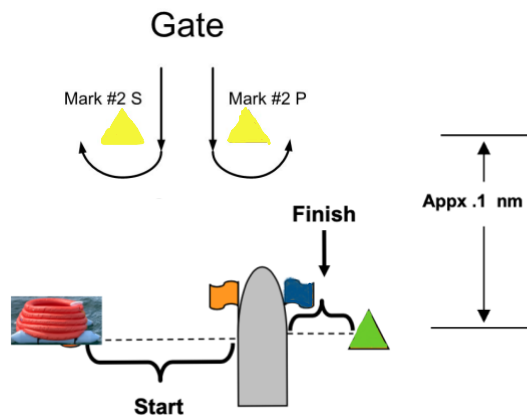 Gate
Mark #2 S
Mark #2 P
Appx .1 nm
Finish
Start